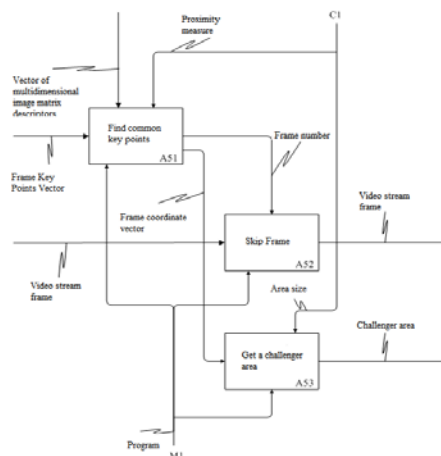 Proximity
measure
C1
Vector of
multidimensional
image matrix
descriptors
Find common
key points
A51
Frame number
Frame Key
Points Vector
Frame coordinate
vector
Video stream
frame
Skip Frame
A52
Video stream
frame
Area size
Challenger area
Get a challenger
area
A53
Program
M1